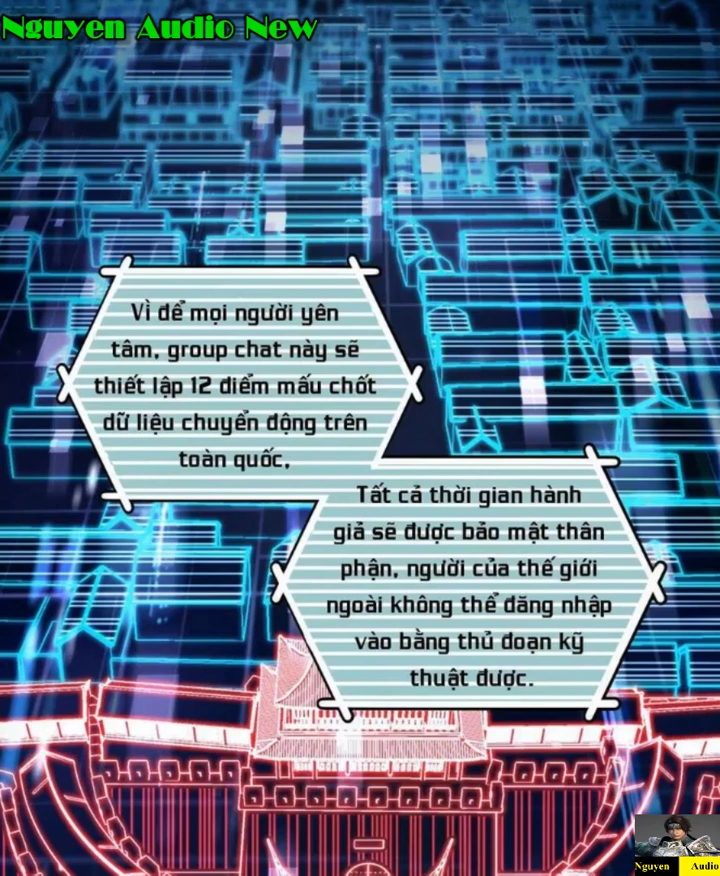 Nguyen Audio New
Vì để mọi người yên
tâm, group chat này sẽ
thiết lập 12 điểm mấu chốt
dữ liệu chuyển động trên
toàn quốc,
Tất cả thời gian hành
giả sẽ được bảo mật thân
phận, người của thế giới
ngoài không thể đăng nhập
vào bằng thủ đoạn kỹ
thuật được.
Nguyen Audio